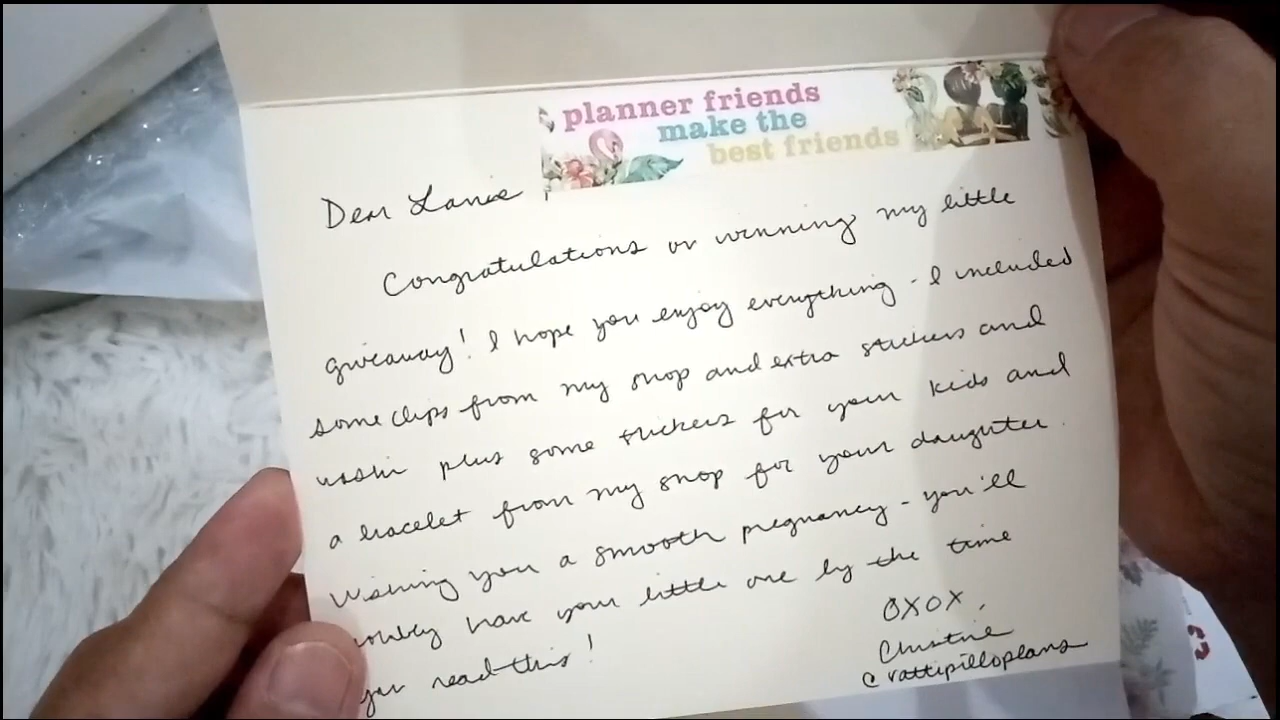 planner friends
make the
best friends
Dear Lanie,
Congratulations on winning my little
giveaway! I hope you enjoy everything - I included
some clips from my shop and extra stickers and
washi plus some stickers for your kids and
a bracelet from my shop for your daughter.
Wishing you a smooth pregnancy - you'll
have your little one by the time
you read this!
OXOX,
Christine